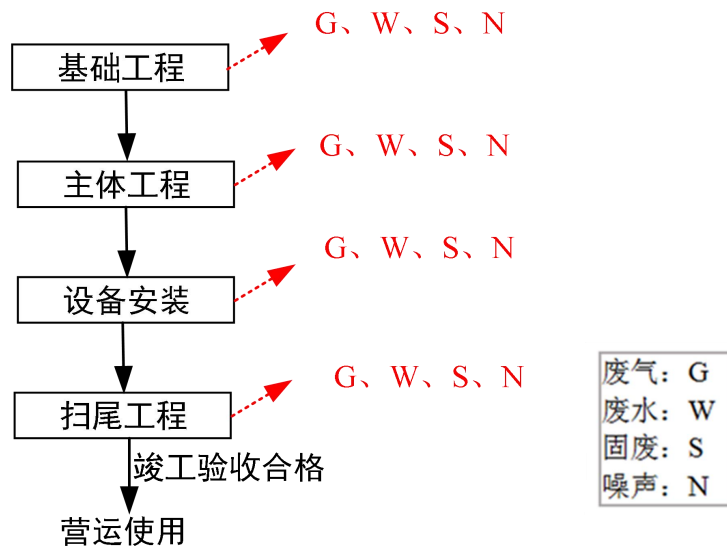 G、W、S、N
基础工程
G、W、S、N
主体工程
G、W、S、N
设备安装
G、W、S、N
扫尾工程
竣工验收合格
营运使用
废气：G
废水：W
固废：S
噪声：N